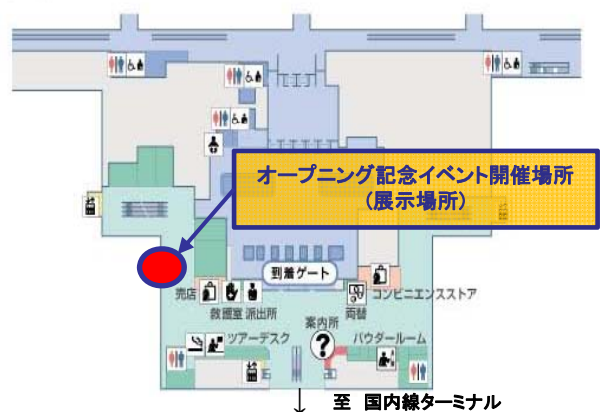 オープニング記念イベント開催場所
(展示場所)
到着ゲート
売店
コンビニエンスストア
救護室 派出所
両替
案内所
ツアーデスク
?
パウダールーム
至 国内線ターミナル